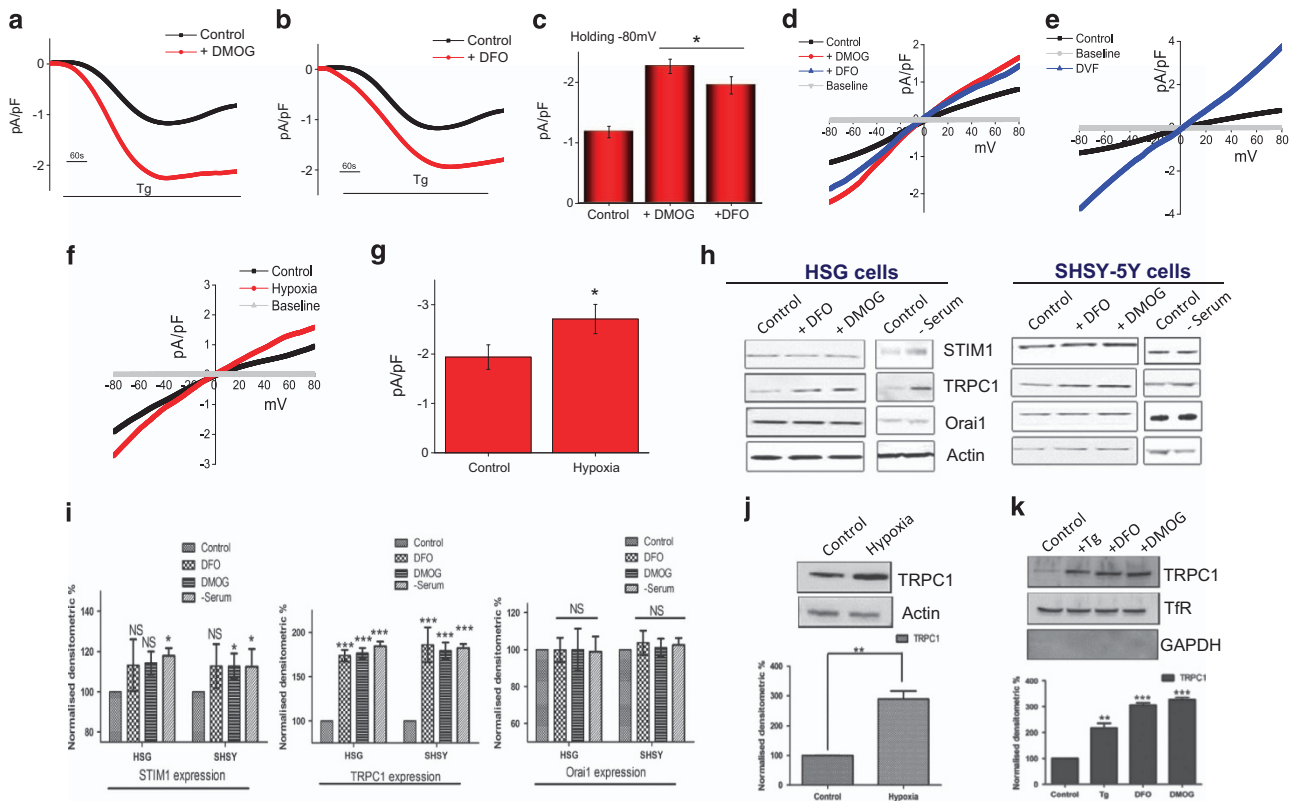 a
Control
+ DMOG
0
-1
-2
pA/pF
60s
Tg
b
Control
+ DFO
0
-1
-2
pA/pF
60s
Tg
c
Holding -80mV
*
-2
-1
0
pA/pF
Control
+ DMOG
+DFO
d
Control
+ DMOG
+ DFO
Baseline
pA/pF
2
1
0
-1
-2
-80 -60 -40 -20 0 20 40 60 80
mV
e
Control
Baseline
DVF
pA/pF
4
2
0
-2
-4
-80 -60 -40 -20 0 20 40 60 80
mV
f
Control
Hypoxia
Baseline
pA/pF
3
2
1
0
-1
-2
-3
-80 -60 -40 -20 0 20 40 60 80
mV
g
*
-3
-2
-1
0
pA/pF
Control
Hypoxia
h
HSG cells
SHSY-5Y cells
Control
+ DFO
+ DMOG
Control
- Serum
Control
+ DFO
+ DMOG
Control
- Serum
STIM1
TRPC1
Orai1
Actin
i
Control
DFO
DMOG
-Serum
Normalised densitometric %
140
120
100
80
NS
NS
*
NS
*
*
HSG
SHSY
STIM1 expression
Control
DFO
DMOG
-Serum
Normalised densitometric %
200
150
100
***
***
***
***
***
***
HSG
SHSY
TRPC1 expression
Control
DFO
DMOG
-Serum
Normalised densitometric %
120
100
80
60
NS
NS
HSG
SHSY
Orai1 expression
j
Control
Hypoxia
TRPC1
Actin
TRPC1
**
Normalised densitometric %
400
300
200
100
0
Control
Hypoxia
k
Control
+Tg
+DFO
+DMOG
TRPC1
TfR
GAPDH
TRPC1
**
***
***
Normalised densitometric %
400
300
200
100
0
Control
Tg
DFO
DMOG